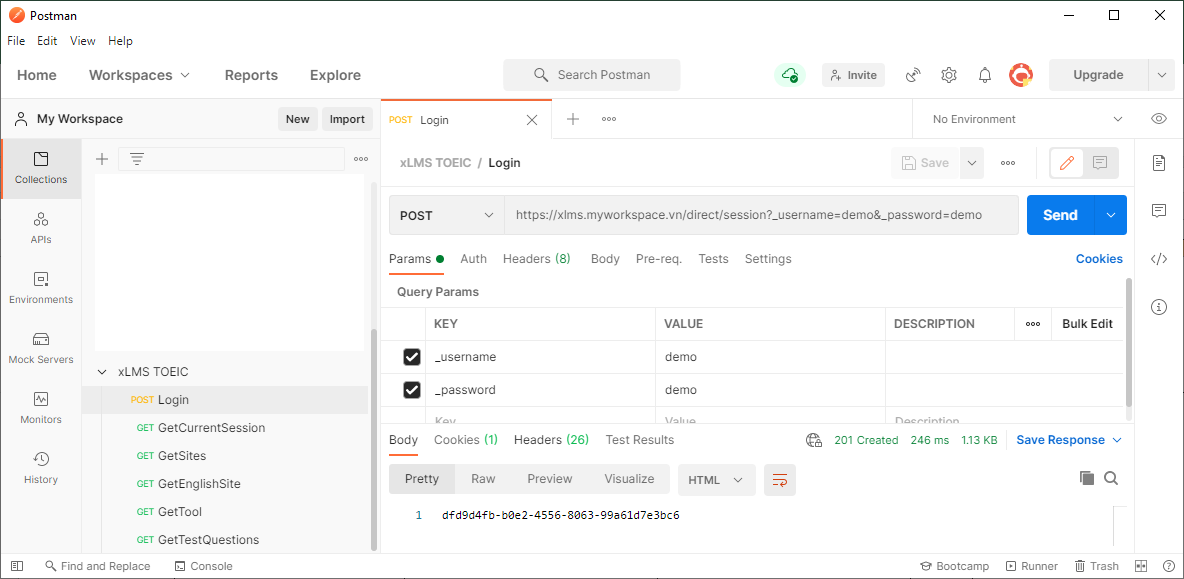 Postman
File Edit View Help
Home Workspaces Reports Explore Search Postman Invite Upgrade
My Workspace New Import
POST Login No Environment
xLMS TOEIC / Login Save
Collections
APIs
Environments
Mock Servers
Monitors
History
xLMS TOEIC
POST Login
GET GetCurrentSession
GET GetSites
GET GetEnglishSite
GET GetTool
GET GetTestQuestions
POST https://xlms.myworkspace.vn/direct/session?_username=demo&_password=demo Send
Params Auth Headers (8) Body Pre-req. Tests Settings Cookies
Query Params
KEY VALUE DESCRIPTION Bulk Edit
_username demo
_password demo
Key Value Description
Body Cookies (1) Headers (26) Test Results 201 Created 246 ms 1.13 KB Save Response
Pretty Raw Preview Visualize HTML
1 dfd9d4fb-b0e2-4556-8063-99a61d7e3bc6
Find and Replace Console Bootcamp Runner Trash